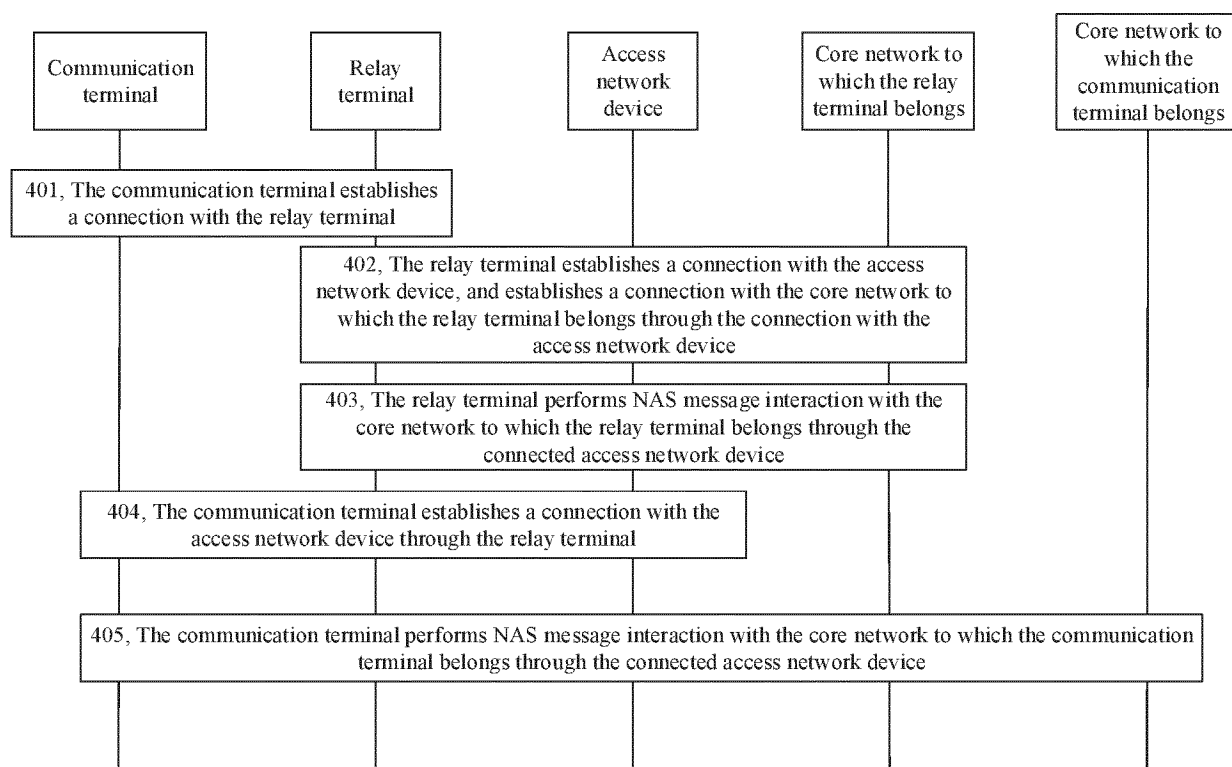 Communication
terminal
Relay
terminal
Access
network
device
Core network to
which the relay
terminal belongs
Core network to
which the
communication
terminal belongs
401, The communication terminal establishes
a connection with the relay terminal
402, The relay terminal establishes a connection with the access
network device, and establishes a connection with the core network to
which the relay terminal belongs through the connection with the
access network device
403, The relay terminal performs NAS message interaction with the
core network to which the relay terminal belongs through the
connected access network device
404, The communication terminal establishes a connection with the
access network device through the relay terminal
405, The communication terminal performs NAS message interaction with the core network to which the communication
terminal belongs through the connected access network device